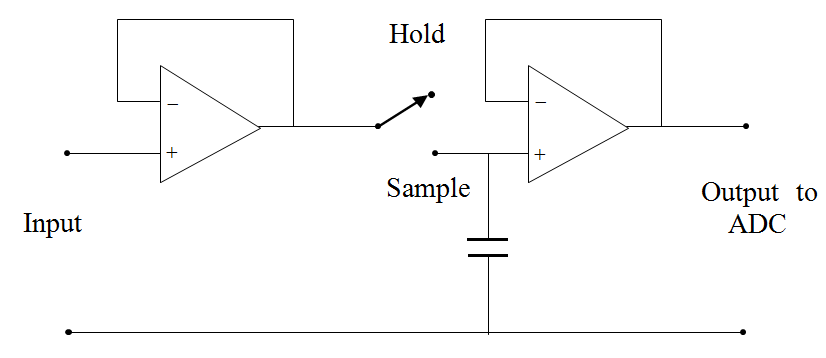 Hold
−
+
−
+
Sample
Input
Output to
ADC